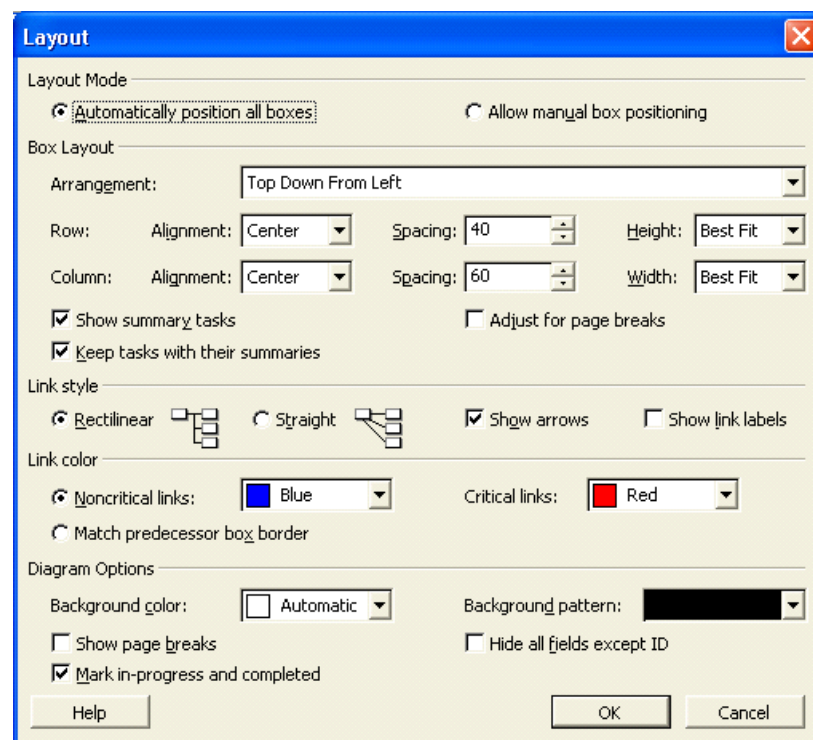 Layout
Layout Mode
Automatically position all boxes Allow manual box positioning
Box Layout
Arrangement: Top Down From Left
Row: Alignment: Center Spacing: 40 Height: Best Fit
Column: Alignment: Center Spacing: 60 Width: Best Fit
Show summary tasks Adjust for page breaks
Keep tasks with their summaries
Link style
Rectilinear Straight Show arrows Show link labels
Link color
Noncritical links: Blue Critical links: Red
Match predecessor box border
Diagram Options
Background color: Automatic Background pattern:
Show page breaks Hide all fields except ID
Mark in-progress and completed
Help OK Cancel